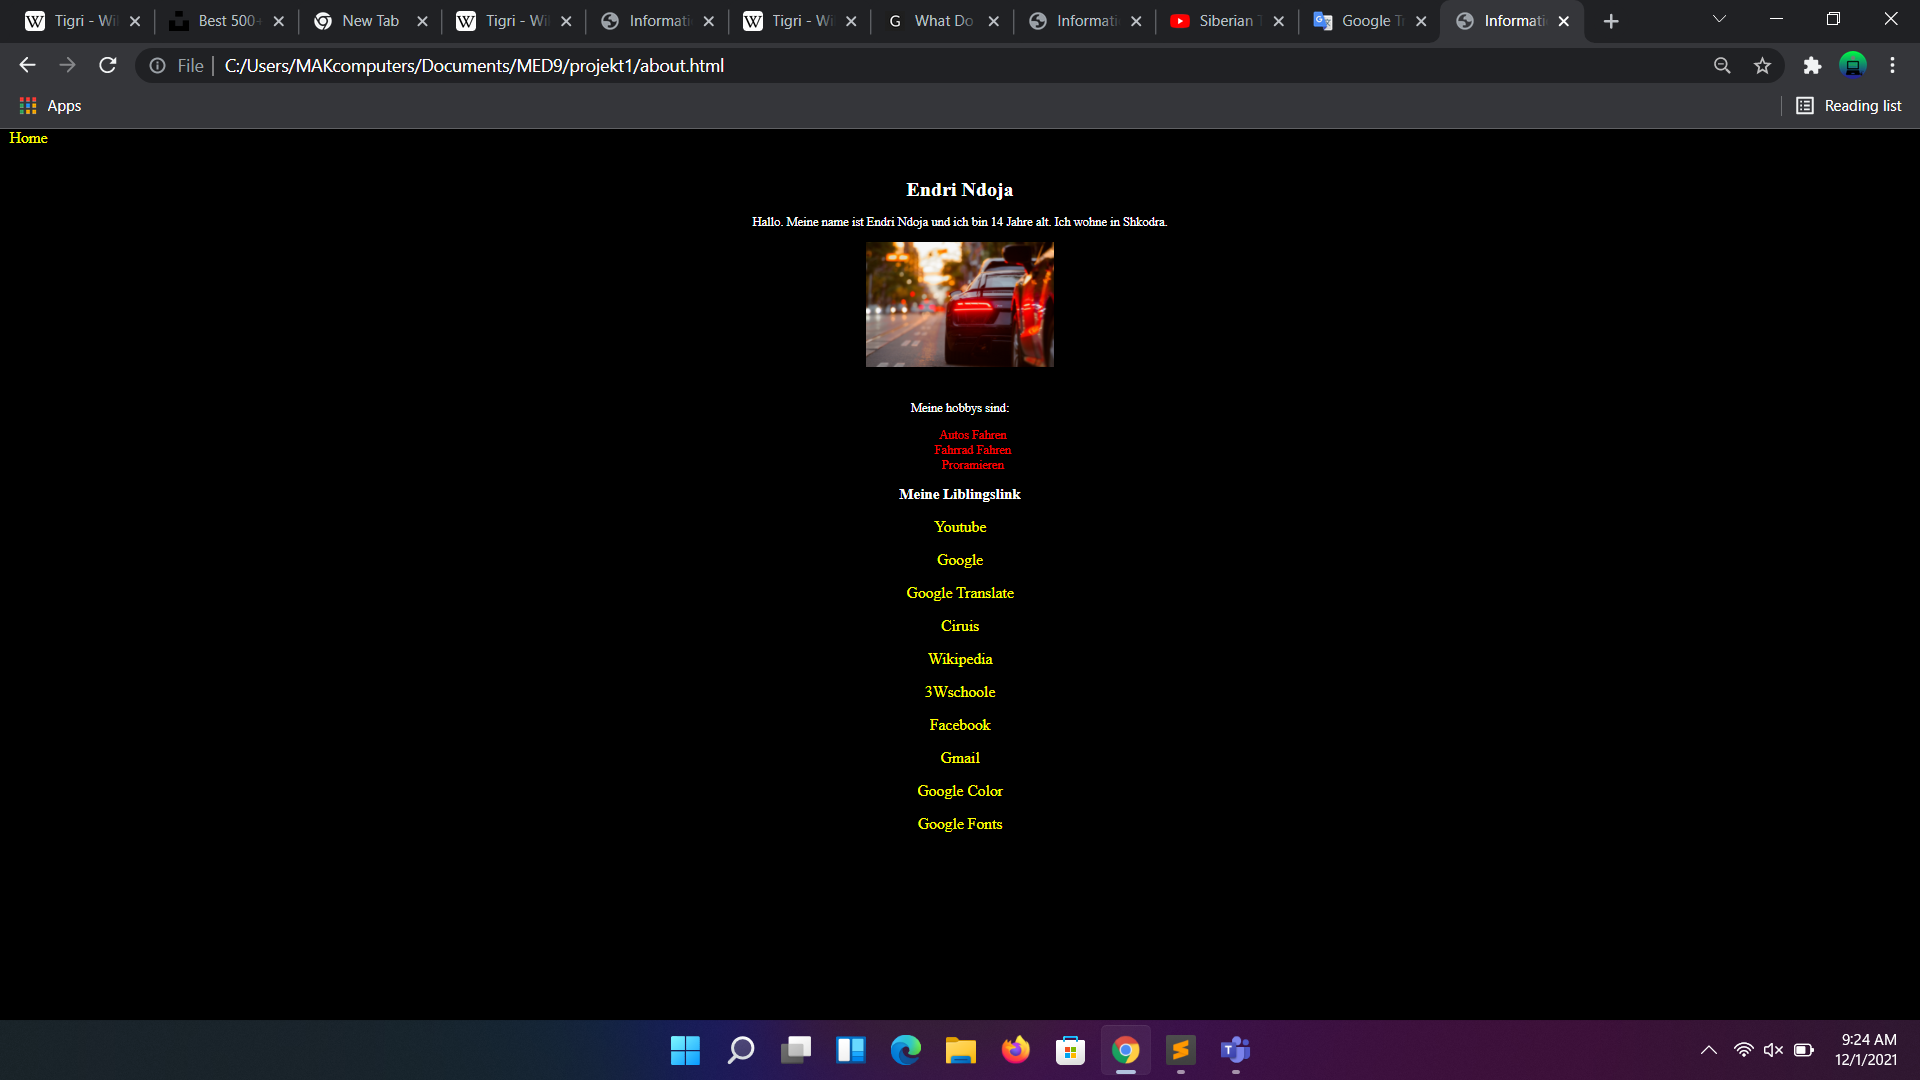 Tigri - Wil
Best 500+
New Tab
Tigri - Wil
Informati
Tigri - Wi
What Do
Informati
Siberian T
Google Tr
Informati
File
C:/Users/MAKcomputers/Documents/MED9/projekt1/about.html
Apps
Reading list
Home
Endri Ndoja
Hallo. Meine name ist Endri Ndoja und ich bin 14 Jahre alt. Ich wohne in Shkodra.
Meine hobbys sind:
Autos Fahren
Fahrrad Fahren
Proramieren
Meine Liblingslink
Youtube
Google
Google Translate
Ciruis
Wikipedia
3Wschoole
Facebook
Gmail
Google Color
Google Fonts
9:24 AM
12/1/2021